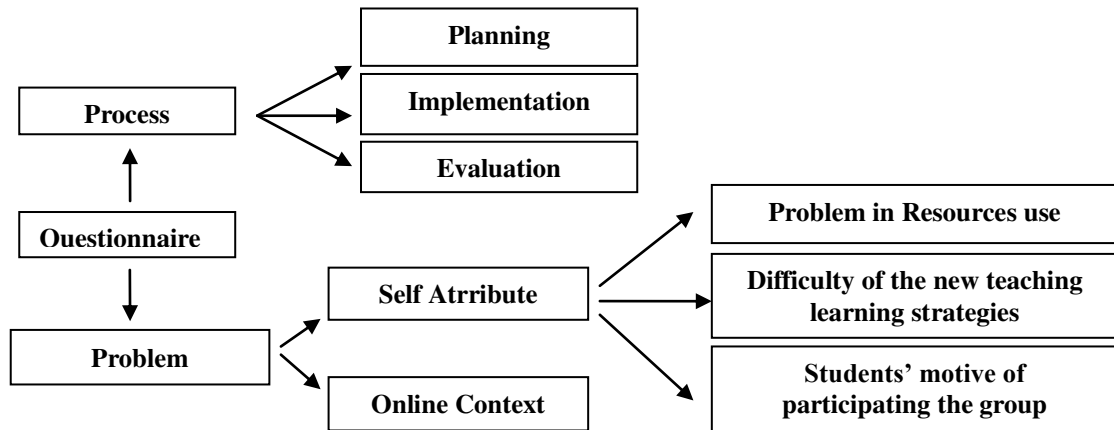 Planning
Process
Implementation
Evaluation
Ouestionnaire
Problem in Resources use
Self Atrribute
Difficulty of the new teaching
learning strategies
Problem
Online Context
Students’ motive of
participating the group